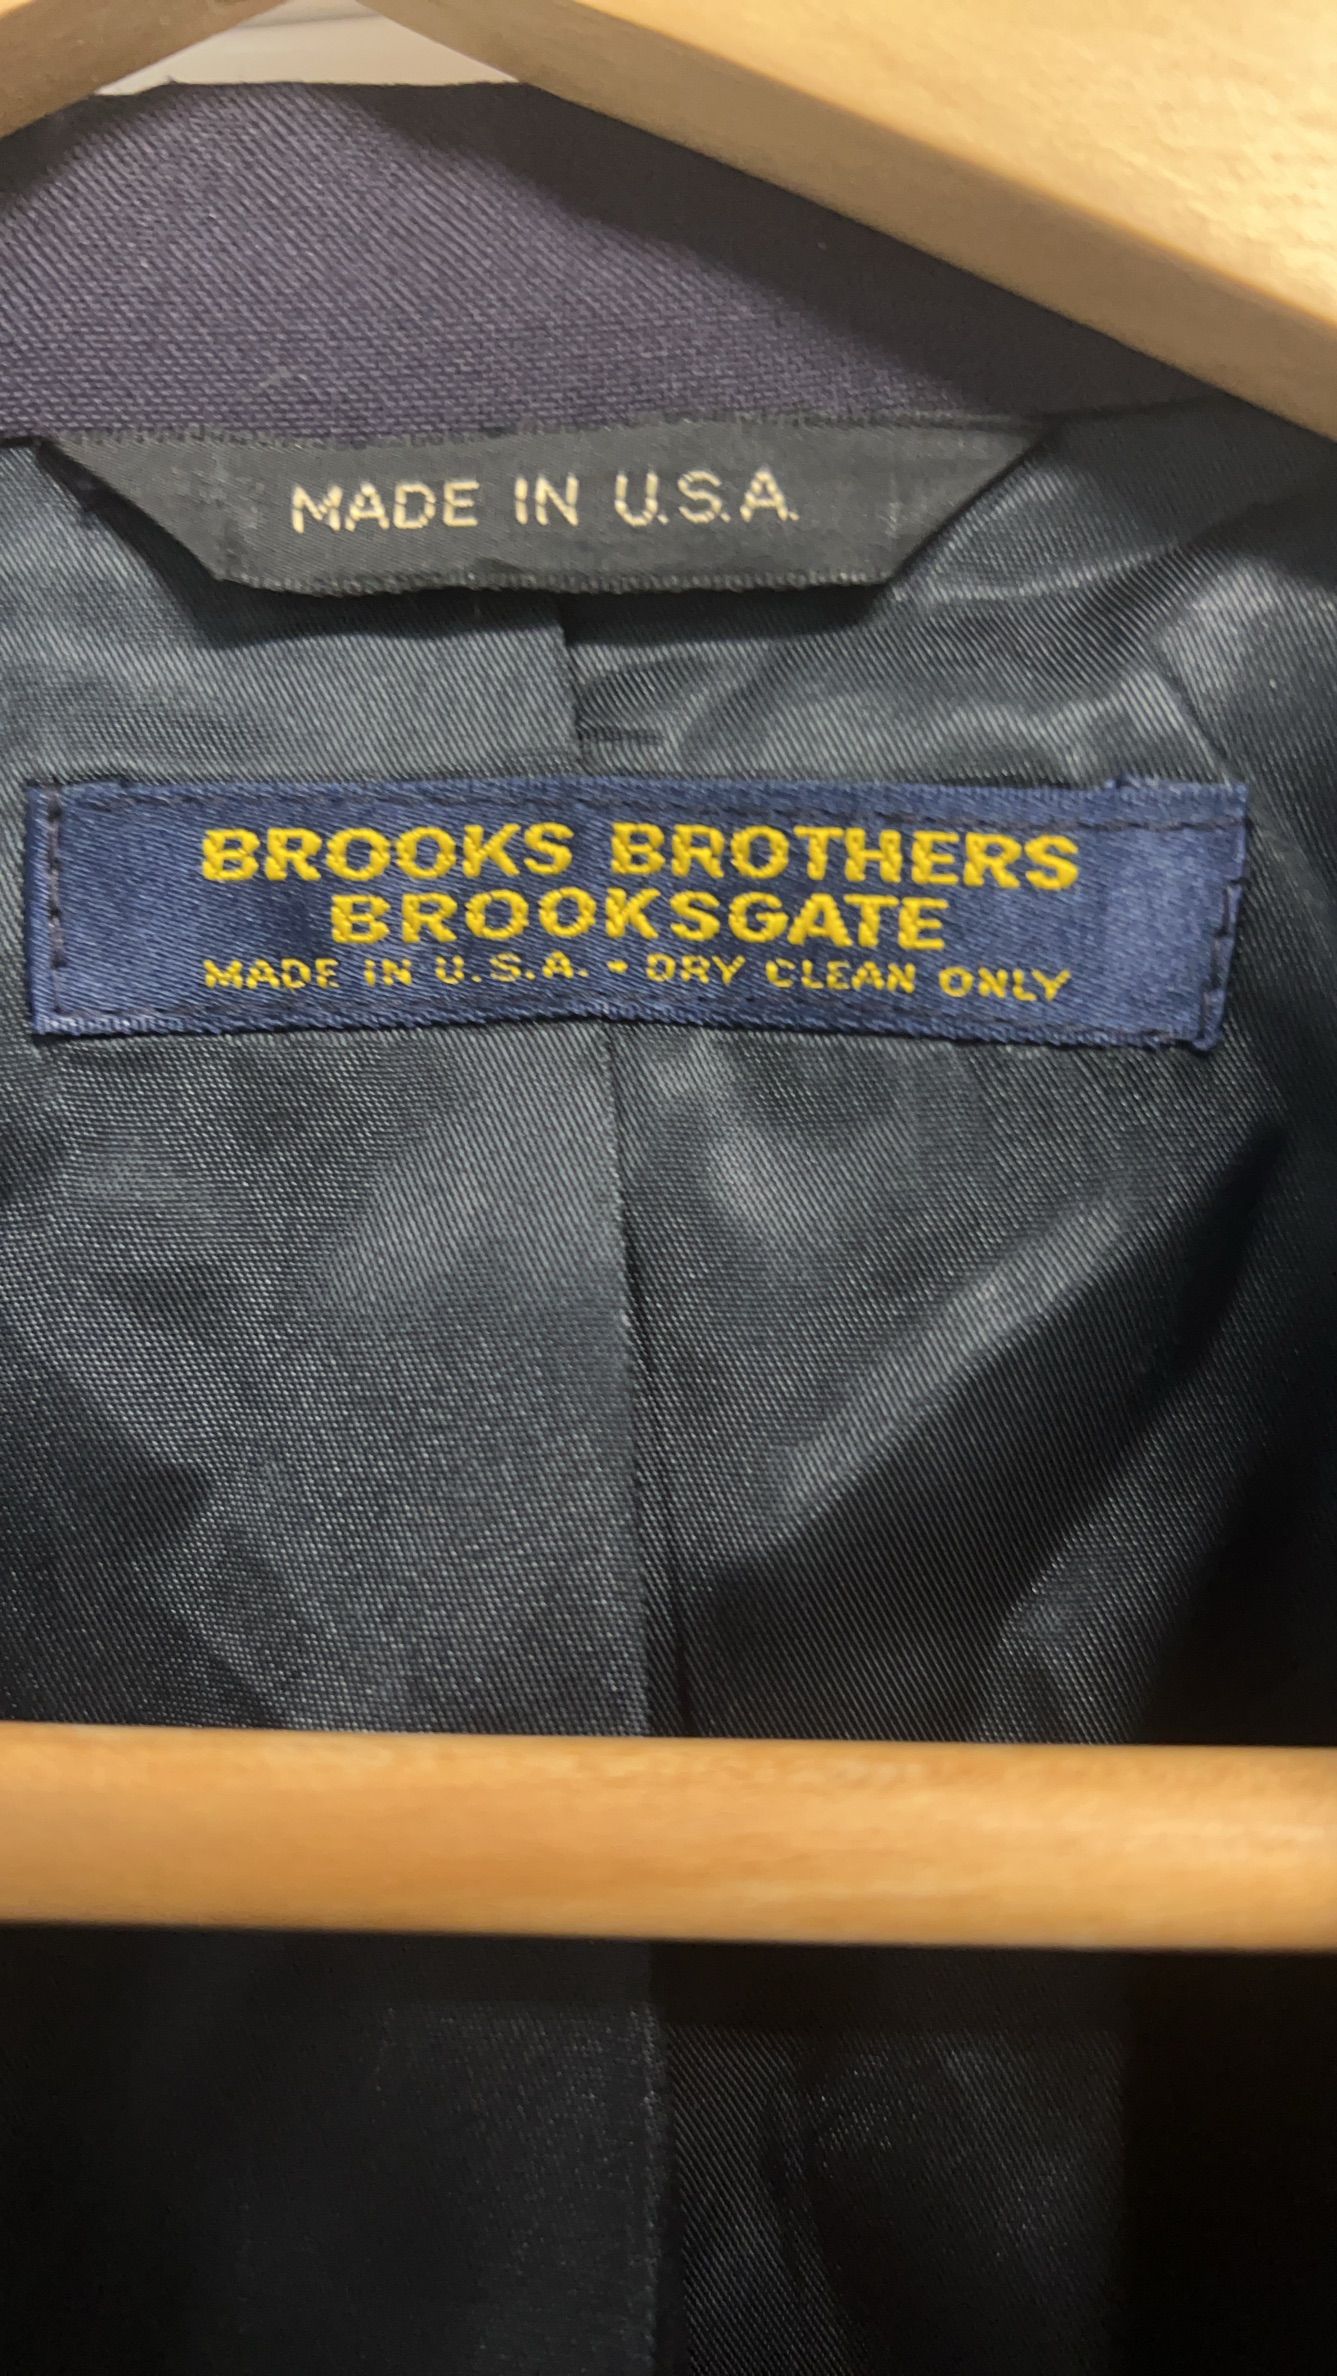 MADE IN U.S.A.
BROOKS BROTHERS
BROOKSGATE
MADE IN U.S.A. - DRY CLEAN ONLY